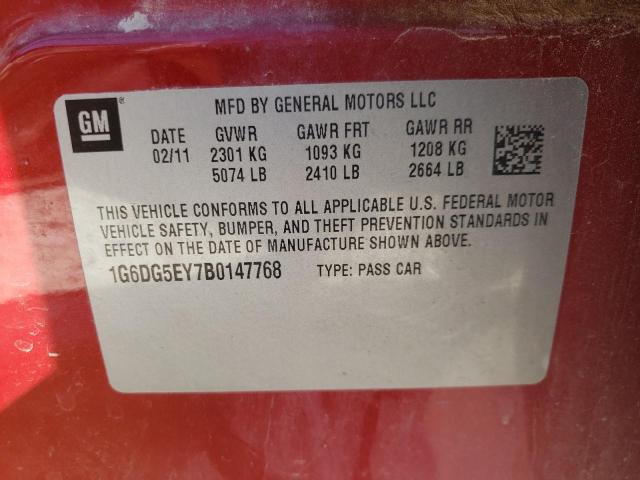 GM ®
MFD BY GENERAL MOTORS LLC
DATE GVWR GAWR FRT GAWR RR
02/11 2301 KG 1093 KG 1208 KG
5074 LB 2410 LB 2664 LB
THIS VEHICLE CONFORMS TO ALL APPLICABLE U.S. FEDERAL MOTOR
VEHICLE SAFETY, BUMPER, AND THEFT PREVENTION STANDARDS IN
EFFECT ON THE DATE OF MANUFACTURE SHOWN ABOVE.
1G6DG5EY7B0147768 TYPE: PASS CAR